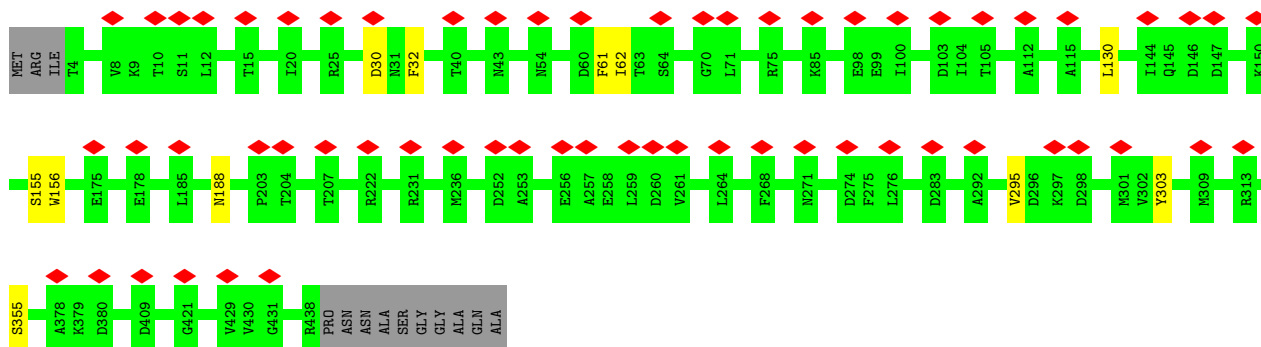 MET ARG ILE T4 V8 K9 T10 S11 L12 T15 I20 R25 D30 N31 F32 T40 N43 N54 D60 F61 I62 T63 S64 G70 L71 R75 K85 E98 E99 I100 D103 I104 T105 A112 A115 L130 I144 Q145 D146 D147 K150
S155 W156 E175 E178 L185 N188 P203 T204 T207 R222 R231 M236 D252 A253 E256 A257 E258 L259 D260 V261 L264 F268 N271 D274 F275 L276 D283 A292 V295 D296 K297 D298 M301 V302 Y303 M309 R313
S355 A378 K379 D380 D409 G421 V429 V430 G431 R438 PRO ASN ASN ALA SER GLY GLY ALA GLN ALA